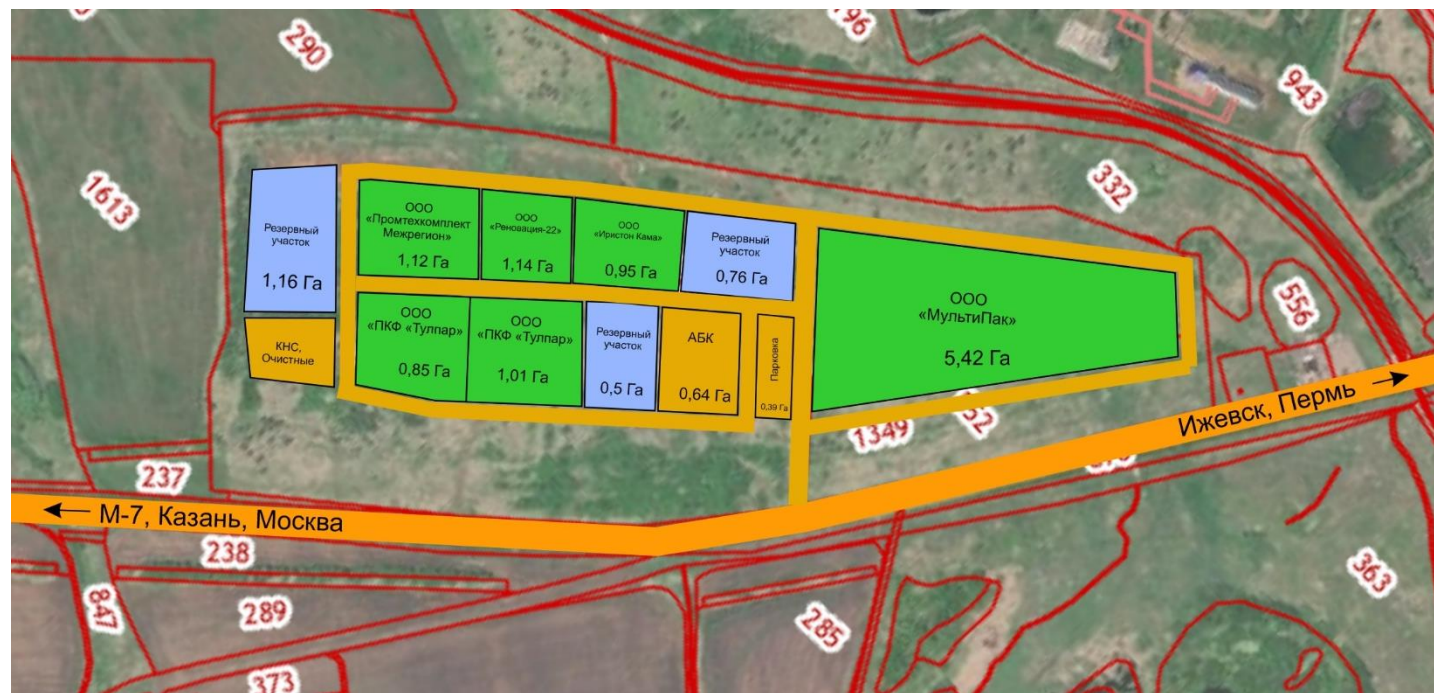 290
796
943
1613
332
Резервный
участок
1,16 Га
ООО
«Промтехкомплект
Межрегион»
1,12 Га
ООО
«Реновация-22»
1,14 Га
ООО
«Иристон Кама»
0,95 Га
Резервный
участок
0,76 Га
ООО
«МультиПак»
5,42 Га
556
КНС,
Очистные
ООО
«ПКФ «Тулпар»
0,85 Га
ООО
«ПКФ «Тулпар»
1,01 Га
Резервный
участок
0,5 Га
АБК
0,64 Га
Парковка
0,39 Га
1349
Ижевск, Пермь
237
М-7, Казань, Москва
238
847
289
285
363
373